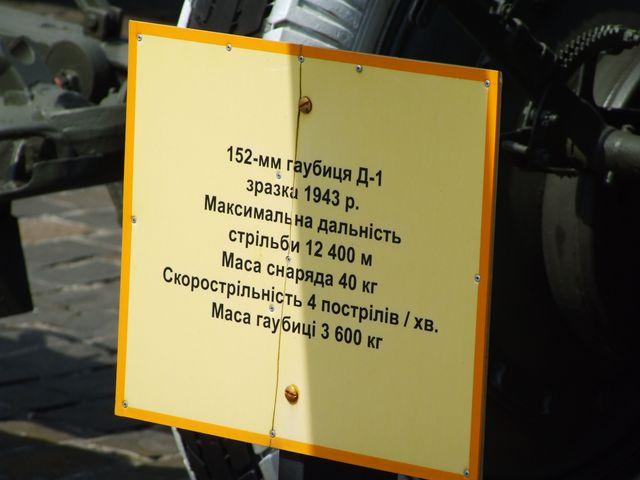 152-мм гаубиця Д-1
зразка 1943 р.
Максимальна дальність
стрільби 12 400 м
Маса снаряда 40 кг
Скорострільність 4 пострілів / хв.
Маса гаубиці 3 600 кг